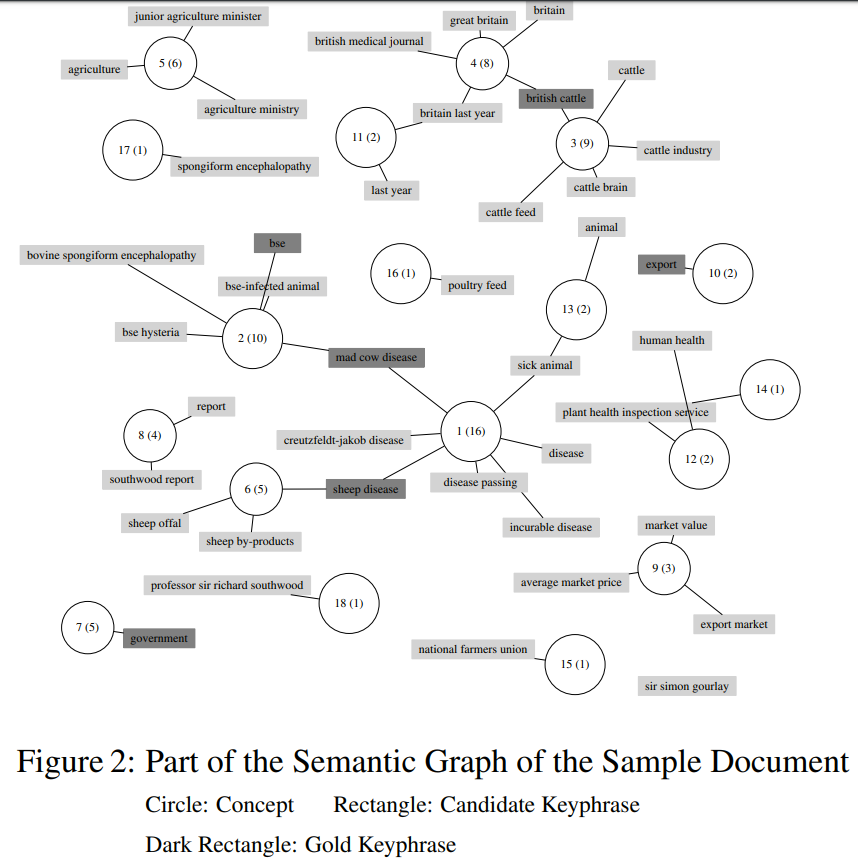 junior agriculture minister
great britain
britain
british medical journal
5 (6)
4 (8)
agriculture
cattle
british cattle
agriculture ministry
britain last year
11 (2)
3 (9)
17 (1)
cattle industry
spongiform encephalopathy
last year
cattle brain
cattle feed
animal
bse
bovine spongiform encephalopathy
export
10 (2)
16 (1)
bse-infected animal
poultry feed
13 (2)
bse hysteria
2 (10)
human health
mad cow disease
sick animal
14 (1)
report
plant health inspection service
8 (4)
creutzfeldt-jakob disease
1 (16)
disease
12 (2)
southwood report
6 (5)
sheep disease
disease passing
sheep offal
incurable disease
market value
sheep by-products
9 (3)
professor sir richard southwood
average market price
18 (1)
7 (5)
government
export market
national farmers union
15 (1)
sir simon gourlay
Figure 2: Part of the Semantic Graph of the Sample Document
Circle: Concept Rectangle: Candidate Keyphrase
Dark Rectangle: Gold Keyphrase